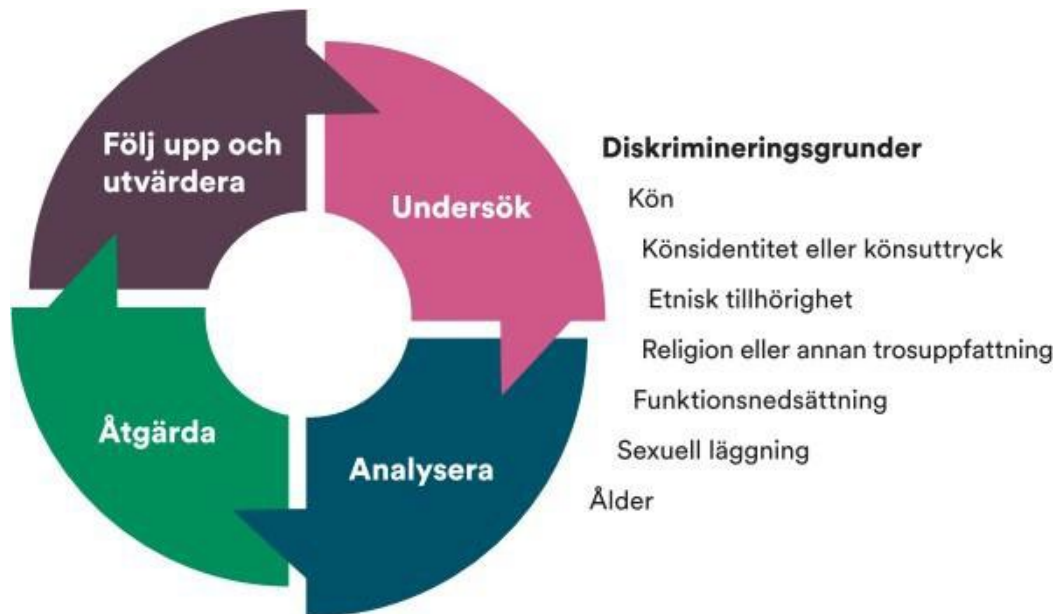 Följ upp och
utvärdera
Undersök
Åtgärda
Analysera
Diskrimineringsgrunder
Kön
Könsidentitet eller könsuttryck
Etnisk tillhörighet
Religion eller annan trosuppfattning
Funktionsnedsättning
Sexuell läggning
Ålder